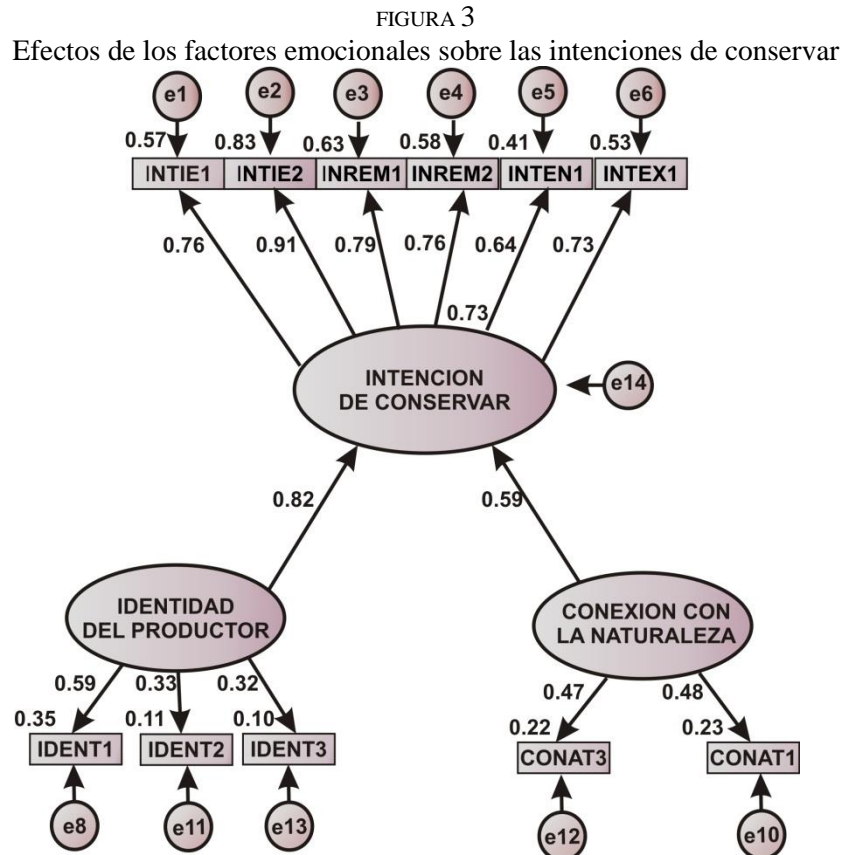 FIGURA 3
Efectos de los factores emocionales sobre las intenciones de conservar
e1 e2 e3 e4 e5 e6
0.57 0.83 0.63 0.58 0.41 0.53
INTIE1 INTIE2 INREM1 INREM2 INTEN1 INTEX1
0.76 0.91 0.79 0.76 0.64 0.73
0.73
INTENCION
DE CONSERVAR
e14
0.82 0.59
IDENTIDAD
DEL PRODUCTOR
CONEXION CON
LA NATURALEZA
0.59 0.33 0.32 0.47 0.48
0.35 0.11 0.10 0.22 0.23
IDENT1 IDENT2 IDENT3 CONAT3 CONAT1
e8 e11 e13 e12 e10